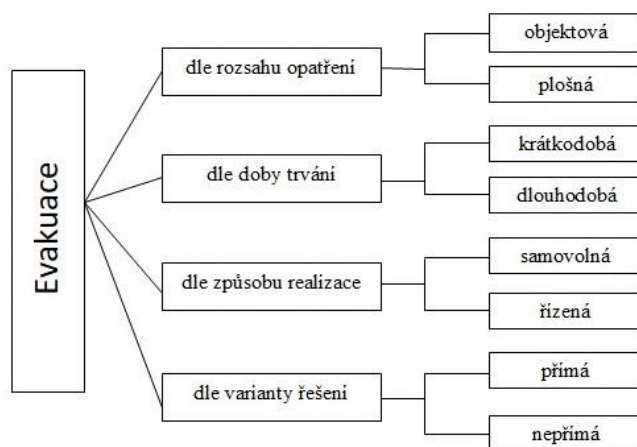 Evakuace
dle rozsahu opatření
objektová
plošná
dle doby trvání
krátkodobá
dlouhodobá
dle způsobu realizace
samovolná
řízená
dle varianty řešení
přímá
nepřímá